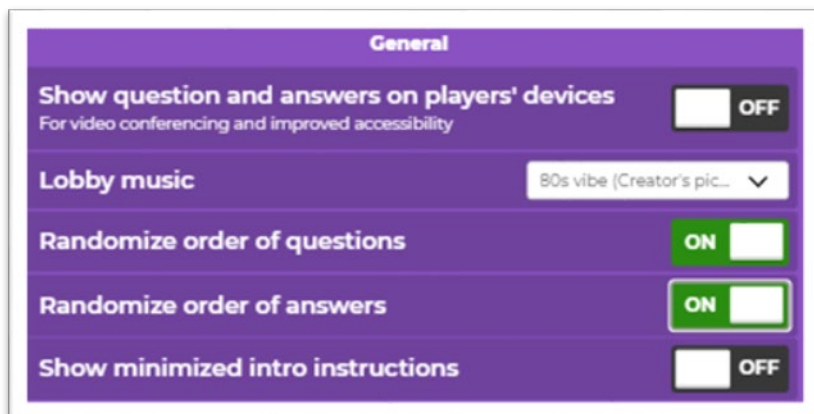 General
Show question and answers on players' devices
OFF
For video conferencing and improved accessibility
Lobby music
80s vibe (Creator's pic...
Randomize order of questions
ON
Randomize order of answers
ON
Show minimized intro instructions
OFF